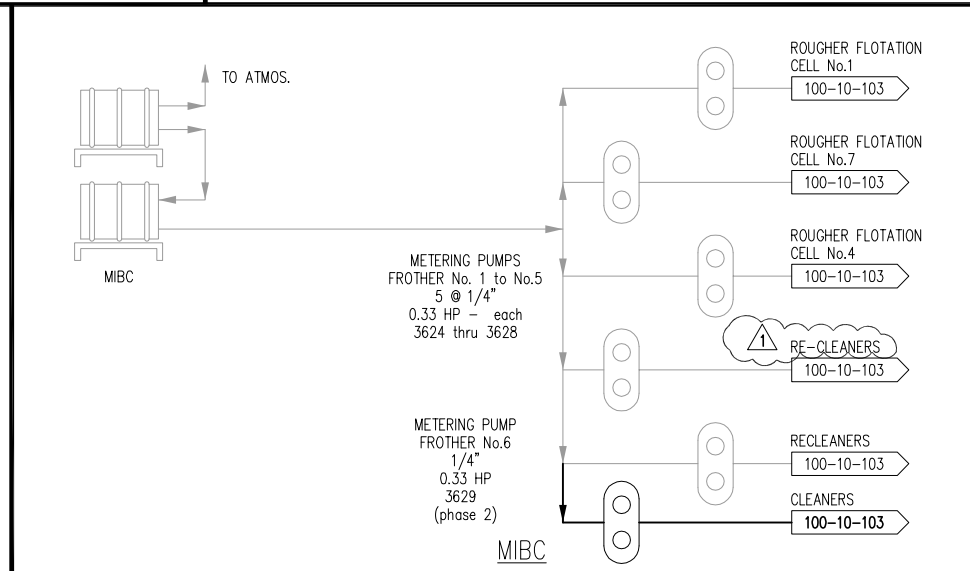 TO ATMOS.
MIBC
METERING PUMPS
FROTHER No. 1 to No.5
5 @ 1/4"
0.33 HP - each
3624 thru 3628
METERING PUMP
FROTHER No.6
1/4"
0.33 HP
3629
(phase 2)
MIBC
ROUGHER FLOTATION
CELL No.1
100-10-103
ROUGHER FLOTATION
CELL No.7
100-10-103
ROUGHER FLOTATION
CELL No.4
100-10-103
1
RE-CLEANERS
100-10-103
RECLEANERS
100-10-103
CLEANERS
100-10-103